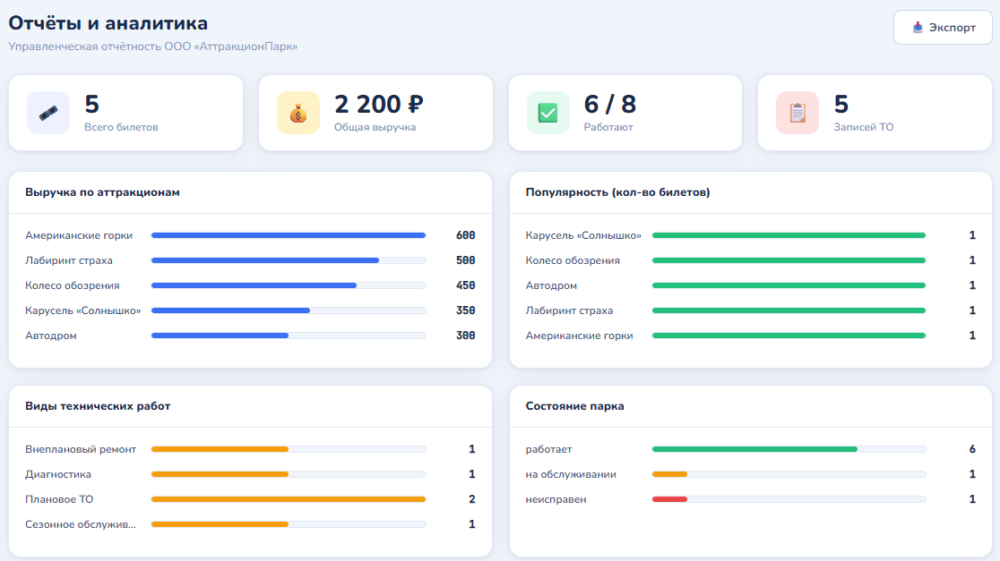 Отчёты и аналитика
Управленческая отчётность ООО «АттракционПарк»
Экспорт
5
Всего билетов
2 200 ₽
Общая выручка
6 / 8
Работают
5
Записей ТО
Выручка по аттракционам
Американские горки 600
Лабиринт страха 500
Колесо обозрения 450
Карусель «Солнышко» 350
Автодром 300
Популярность (кол-во билетов)
Карусель «Солнышко» 1
Колесо обозрения 1
Автодром 1
Лабиринт страха 1
Американские горки 1
Виды технических работ
Внеплановый ремонт 1
Диагностика 1
Плановое ТО 2
Сезонное обслужив... 1
Состояние парка
работает 6
на обслуживании 1
неисправен 1